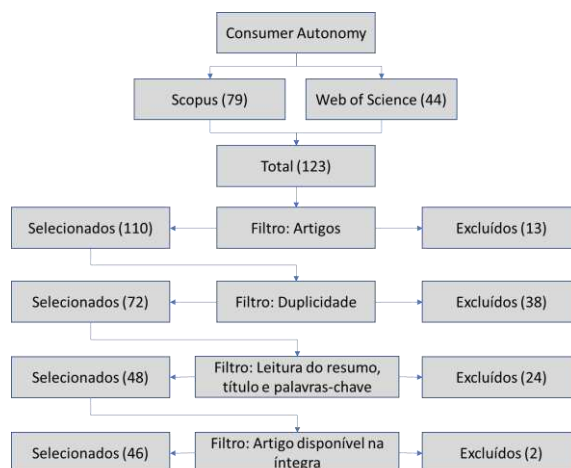 Consumer Autonomy
Scopus (79)
Web of Science (44)
Total (123)
Selecionados (110)
Filtro: Artigos
Excluídos (13)
Selecionados (72)
Filtro: Duplicidade
Excluídos (38)
Selecionados (48)
Filtro: Leitura do resumo,
título e palavras-chave
Excluídos (24)
Selecionados (46)
Filtro: Artigo disponível na
íntegra
Excluídos (2)